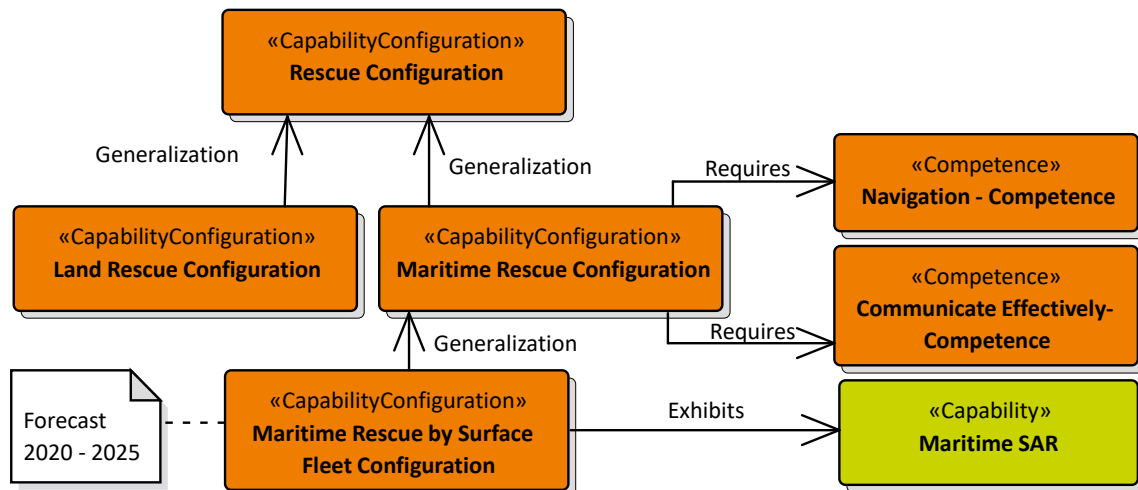 «CapabilityConfiguration»
Rescue Configuration
Generalization
Generalization
Requires
«Competence»
Navigation - Competence
«CapabilityConfiguration»
Land Rescue Configuration
«CapabilityConfiguration»
Maritime Rescue Configuration
«Competence»
Communicate Effectively-
Competence
Requires
Generalization
Forecast
2020 - 2025
«CapabilityConfiguration»
Maritime Rescue by Surface
Fleet Configuration
Exhibits
«Capability»
Maritime SAR